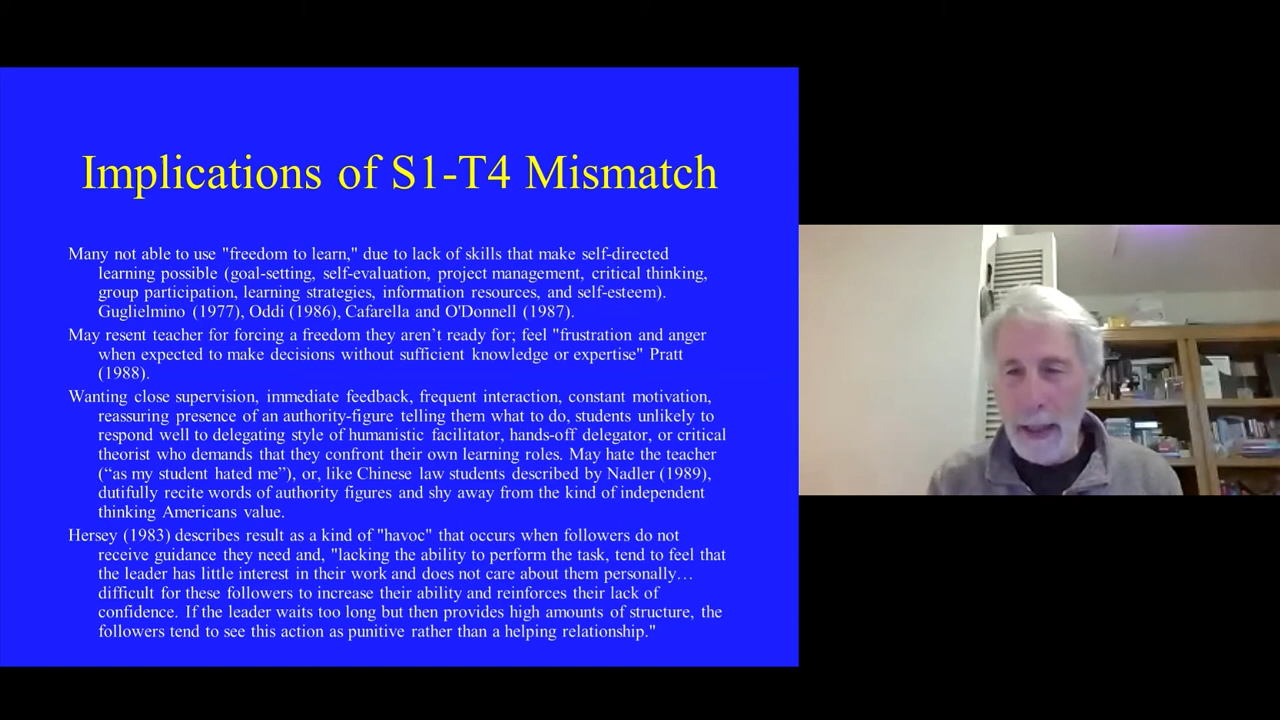 Implications of S1-T4 Mismatch
Many not able to use "freedom to learn," due to lack of skills that make self-directed
learning possible (goal-setting, self-evaluation, project management, critical thinking,
group participation, learning strategies, information resources, and self-esteem).
Guglielmino (1977), Oddi (1986), Cafarella and O'Donnell (1987).
May resent teacher for forcing a freedom they aren’t ready for; feel "frustration and anger
when expected to make decisions without sufficient knowledge or expertise" Pratt
(1988).
Wanting close supervision, immediate feedback, frequent interaction, constant motivation,
reassuring presence of an authority-figure telling them what to do, students unlikely to
respond well to delegating style of humanistic facilitator, hands-off delegator, or critical
theorist who demands that they confront their own learning roles. May hate the teacher
(“as my student hated me”), or, like Chinese law students described by Nadler (1989),
dutifully recite words of authority figures and shy away from the kind of independent
thinking Americans value.
Hersey (1983) describes result as a kind of "havoc" that occurs when followers do not
receive guidance they need and, "lacking the ability to perform the task, tend to feel that
the leader has little interest in their work and does not care about them personally…
difficult for these followers to increase their ability and reinforces their lack of
confidence. If the leader waits too long but then provides high amounts of structure, the
followers tend to see this action as punitive rather than a helping relationship."